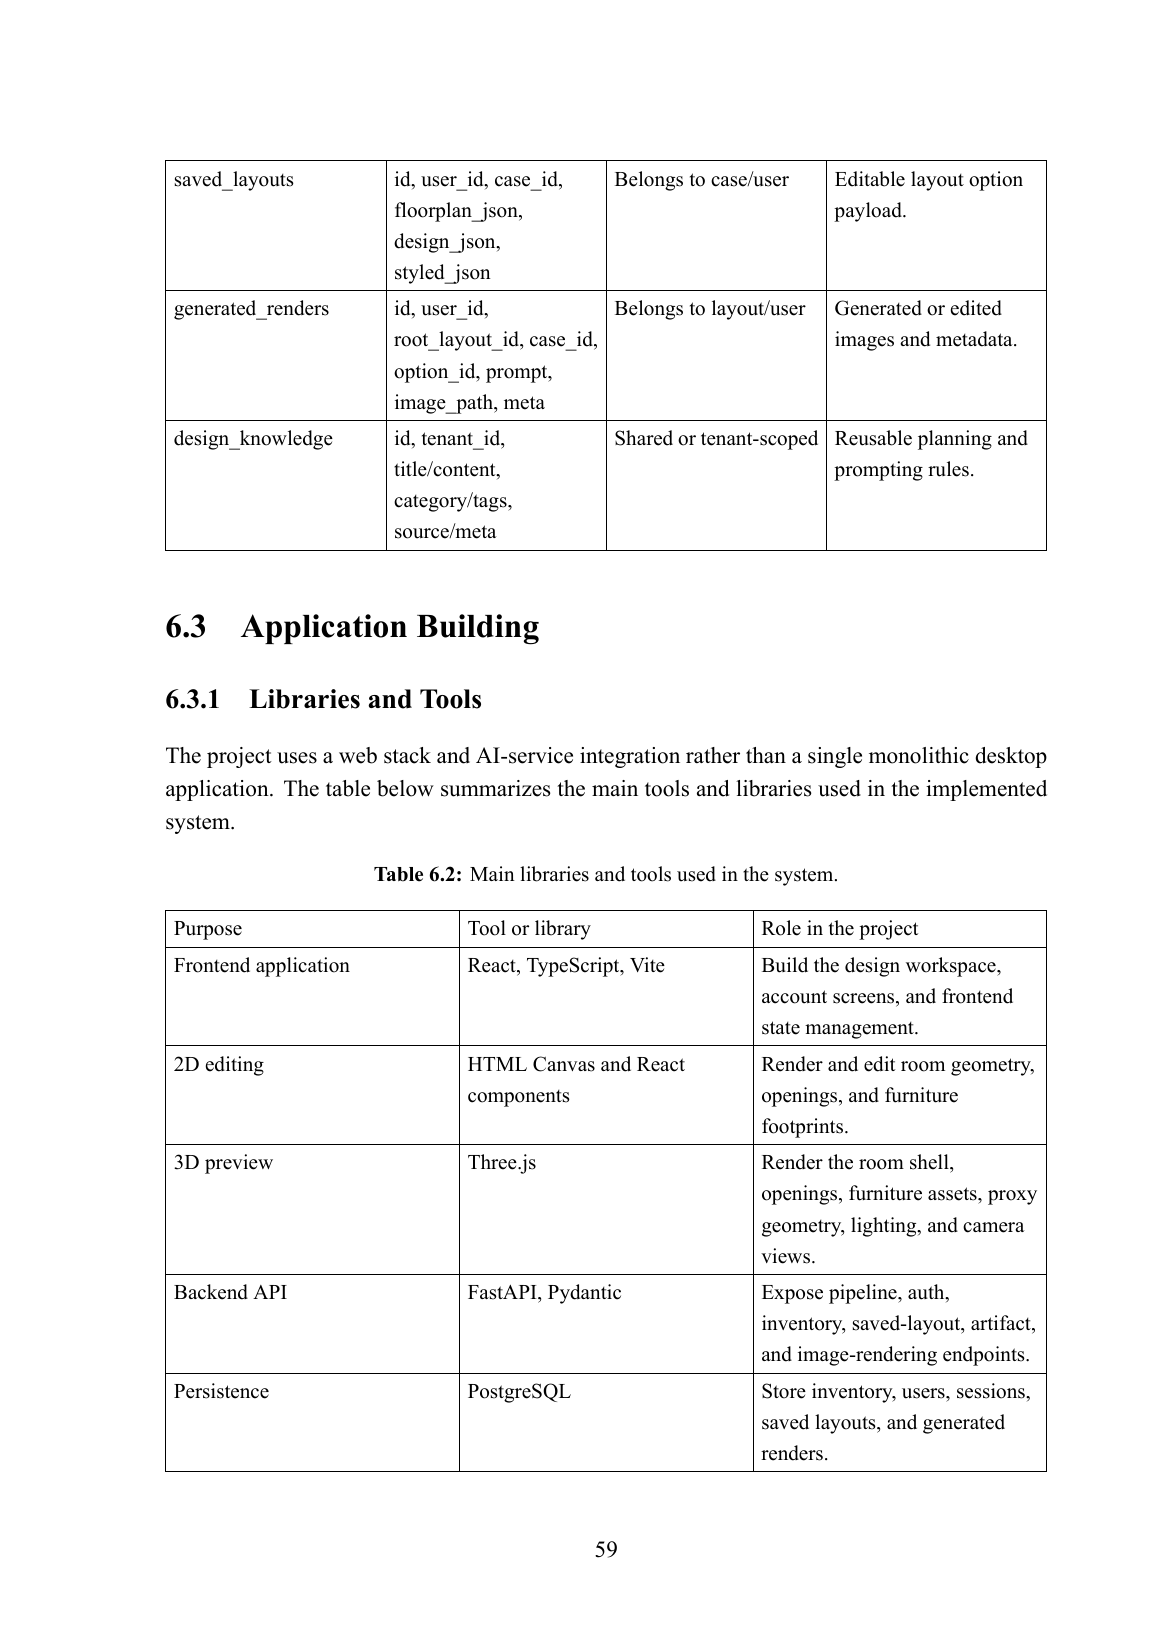 saved_layouts
id, user_id, case_id,
floorplan_json,
design_json,
styled_json
Belongs to case/user
Editable layout option
payload.
generated_renders
id, user_id,
root_layout_id, case_id,
option_id, prompt,
image_path, meta
Belongs to layout/user
Generated or edited
images and metadata.
design_knowledge
id, tenant_id,
title/content,
category/tags,
source/meta
Shared or tenant-scoped
Reusable planning and
prompting rules.
6.3 Application Building
6.3.1 Libraries and Tools
The project uses a web stack and AI-service integration rather than a single monolithic desktop
application. The table below summarizes the main tools and libraries used in the implemented
system.
Table 6.2: Main libraries and tools used in the system.
Purpose
Tool or library
Role in the project
Frontend application
React, TypeScript, Vite
Build the design workspace,
account screens, and frontend
state management.
2D editing
HTML Canvas and React
components
Render and edit room geometry,
openings, and furniture
footprints.
3D preview
Three.js
Render the room shell,
openings, furniture assets, proxy
geometry, lighting, and camera
views.
Backend API
FastAPI, Pydantic
Expose pipeline, auth,
inventory, saved-layout, artifact,
and image-rendering endpoints.
Persistence
PostgreSQL
Store inventory, users, sessions,
saved layouts, and generated
renders.
59